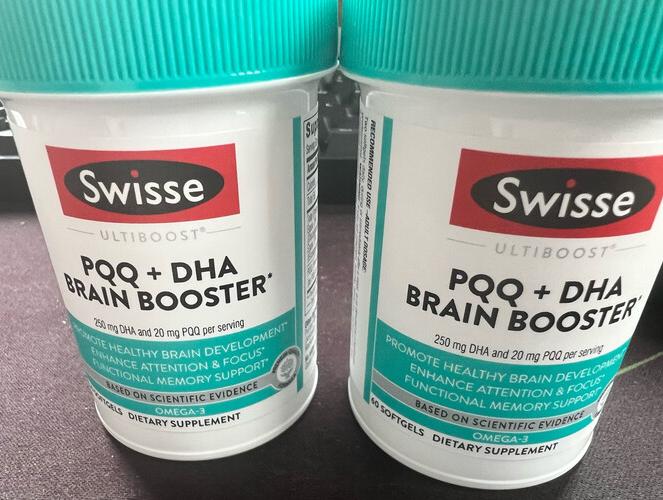 Swisse
ULTIBOOST®
PQQ + DHA
BRAIN BOOSTER*
250 mg DHA and 20 mg PQQ per serving
PROMOTE HEALTHY BRAIN DEVELOPMENT*
ENHANCE ATTENTION & FOCUS*
FUNCTIONAL MEMORY SUPPORT*
BASED ON SCIENTIFIC EVIDENCE
OMEGA-3
SOFTGELS DIETARY SUPPLEMENT
RECOMMENDED USE - ADULT DOSAGE:
Swisse
ULTIBOOST®
PQQ + DHA
BRAIN BOOSTER*
250 mg DHA and 20 mg PQQ per serving
PROMOTE HEALTHY BRAIN DEVELOPMENT
ENHANCE ATTENTION & FOCUS*
FUNCTIONAL MEMORY SUPPORT*
BASED ON SCIENTIFIC EVIDENCE
OMEGA-3
60 SOFTGELS DIETARY SUPPLEMENT